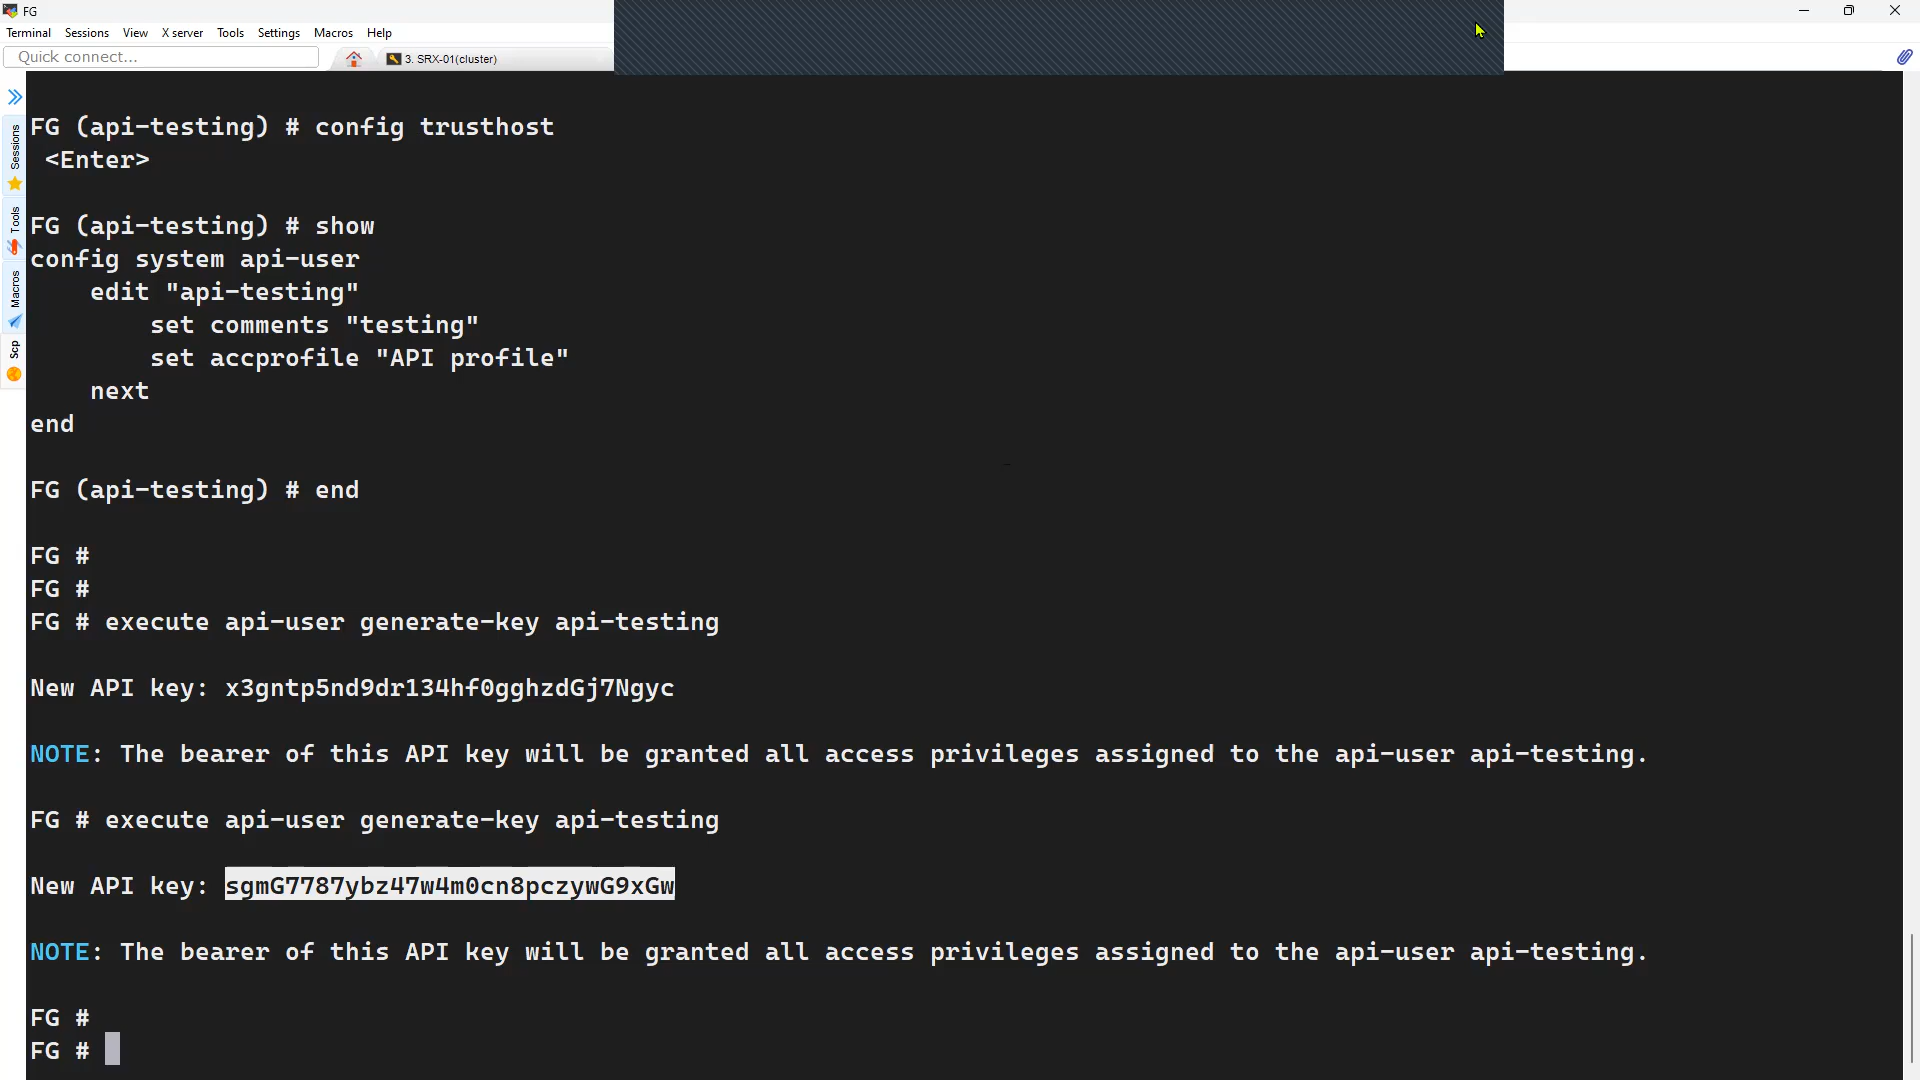 FG
Terminal Sessions View X server Tools Settings Macros Help
Quick connect...
3. SRX-01(cluster)
Sessions
Tools
Macros
Scp
FG (api-testing) # config trusthost
<Enter>
FG (api-testing) # show
config system api-user
edit "api-testing"
set comments "testing"
set accprofile "API profile"
next
end
FG (api-testing) # end
FG #
FG #
FG # execute api-user generate-key api-testing
New API key: x3gntp5nd9dr134hf0gghzdGj7Ngyc
NOTE: The bearer of this API key will be granted all access privileges assigned to the api-user api-testing.
FG # execute api-user generate-key api-testing
New API key: sgmG7787ybz47w4m0cn8pczywG9xGw
NOTE: The bearer of this API key will be granted all access privileges assigned to the api-user api-testing.
FG #
FG #